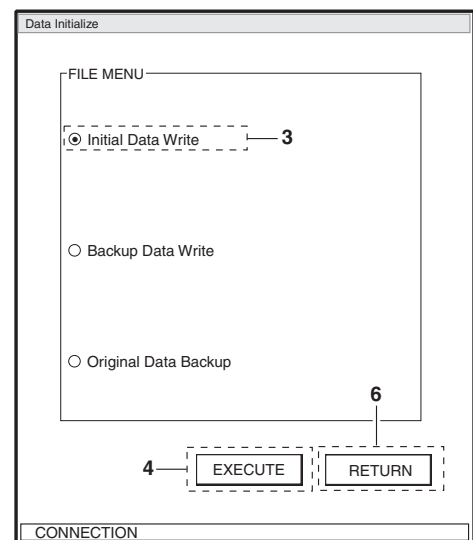 Data Initialize
FILE MENU
Initial Data Write
3
Backup Data Write
Original Data Backup
6
4
EXECUTE
RETURN
CONNECTION